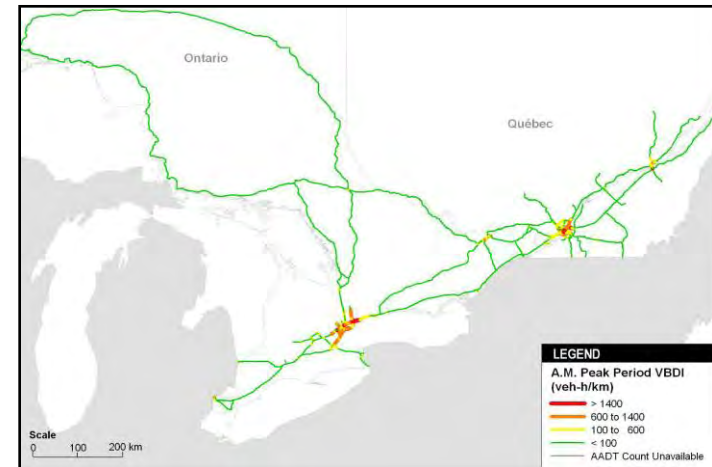 Ontario
Québec
LEGEND
A.M. Peak Period VBDI
(veh-h/km)
> 1400
600 to 1400
100 to 600
< 100
AADT Count Unavailable
Scale
0 100 200 km